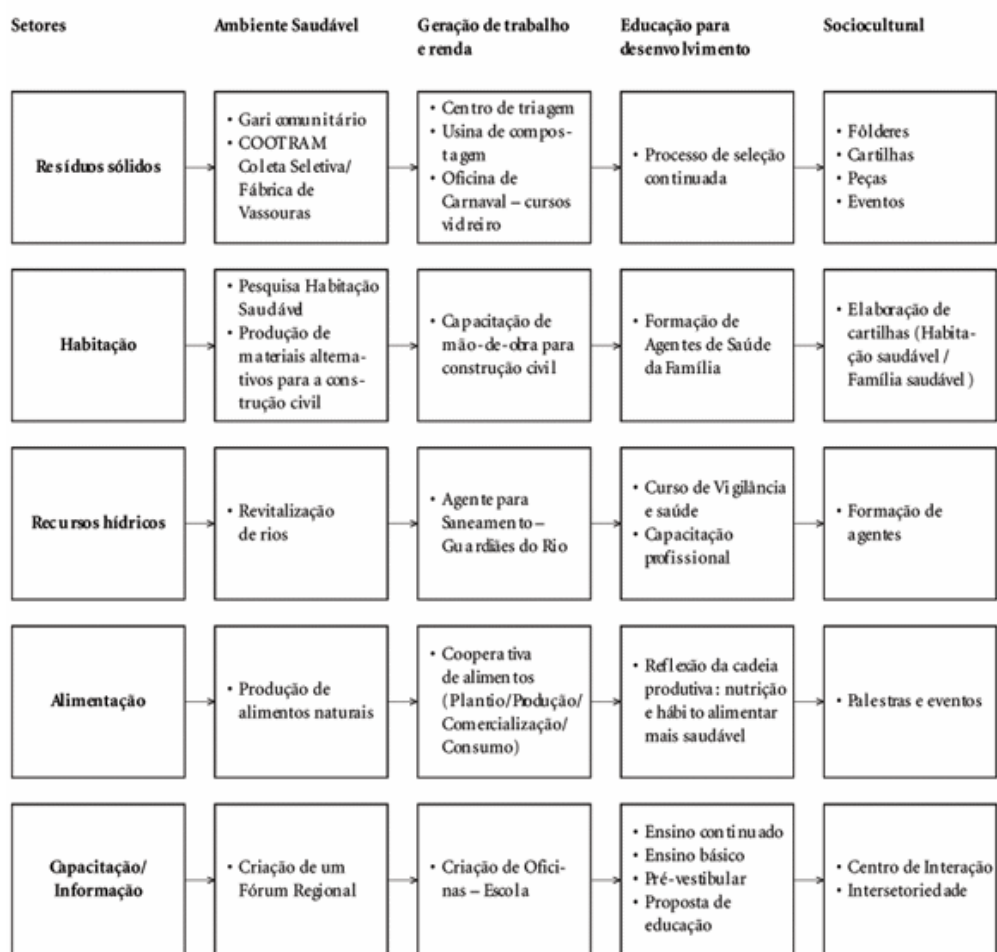 Setores
Ambiente Saudável
Geração de trabalho
e renda
Educação para
desenvolvimento
Sociocultural
Resíduos sólidos
• Gari comunitário
• COOTRAM
Coleta Seletiva/
Fábrica de
Vassouras
• Centro de triagem
• Usina de compos-
tagem
• Oficina de
Carnaval – cursos
vidreiro
• Processo de seleção
continuada
• Fôlderes
• Cartilhas
• Peças
• Eventos
Habitação
• Pesquisa Habitação
Saudável
• Produção de
materiais alterna-
tivos para a cons-
trução civil
• Capacitação de
mão-de-obra para
construção civil
• Formação de
Agentes de Saúde
da Família
• Elaboração de
cartilhas (Habita-
ção saudável /
Família saudável)
Recursos hídricos
• Revitalização
de rios
• Agente para
Saneamento–
Guardiães do Rio
• Curso de Vigilância
e saúde
• Capacitação
profissional
• Formação de
agentes
Alimentação
• Produção de
alimentos naturais
• Cooperativa
de alimentos
(Plantio/Produção/
Comercialização/
Consumo)
• Reflexão da cadeia
produtiva: nutrição
e hábito alimentar
mais saudável
• Palestras e eventos
Capacitação/
Informação
• Criação de um
Fórum Regional
• Criação de Ofici-
nas – Escola
• Ensino continuado
• Ensino básico
• Pré-vestibular
• Proposta de
educação
• Centro de Interação
• Intersetoriedade